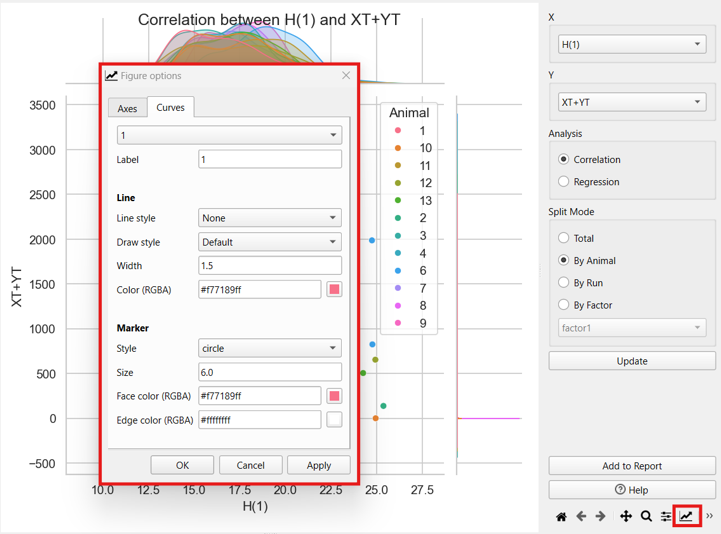 Correlation between H(1) and XT+YT
Figure options
Axes
Curves
1
Label
1
Line
Line style
None
Draw style
Default
Width
1.5
Color (RGBA)
#f77189ff
Marker
Style
circle
Size
6.0
Face color (RGBA)
#f77189ff
Edge color (RGBA)
#ffffffff
OK
Cancel
Apply
3500
3000
2500
2000
1500
1000
500
0
−500
XT+YT
10.0
12.5
15.0
17.5
20.0
22.5
25.0
27.5
H(1)
Animal
1
10
11
12
13
2
3
4
6
7
8
9
X
H(1)
Y
XT+YT
Analysis
Correlation
Regression
Split Mode
Total
By Animal
By Run
By Factor
factor1
Update
Add to Report
Help